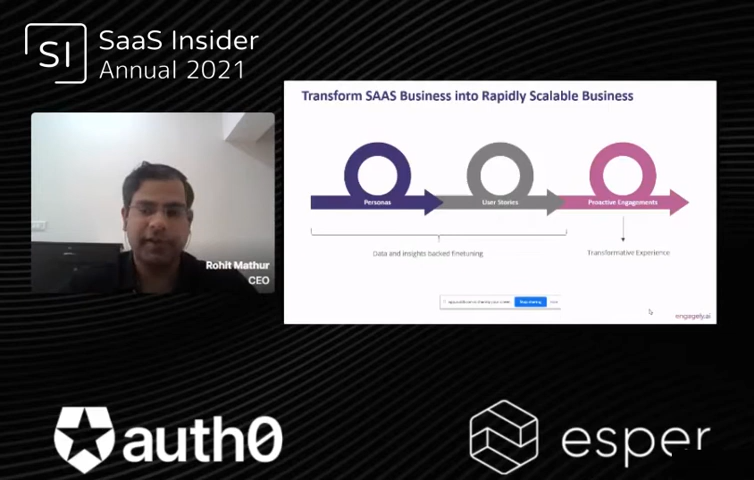 SI
SaaS Insider
Annual 2021
Transform SAAS Business into Rapidly Scalable Business
Personas
User Stories
Proactive Engagements
Data and insights backed finetuning
Transformative Experience
Stop sharing
engagely.ai
Rohit Mathur
CEO
auth0
esper